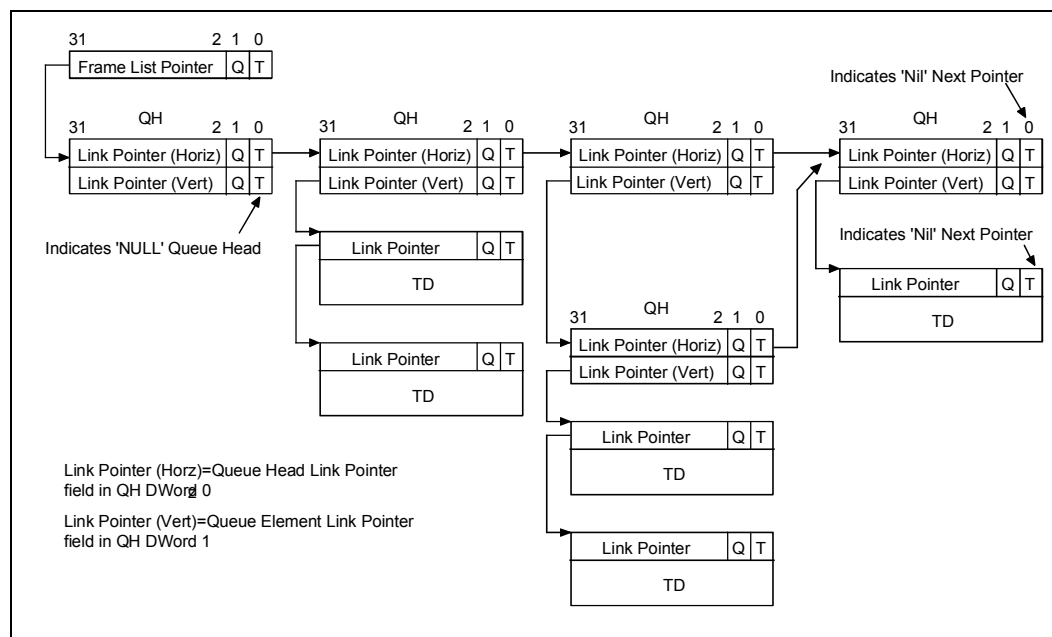 31 2 1 0
Frame List Pointer Q T
Indicates 'Nil' Next Pointer
QH
31 2 1 0
Link Pointer (Horiz) Q T
Link Pointer (Vert) Q T
Indicates 'NULL' Queue Head
QH
31 2 1 0
Link Pointer (Horiz) Q T
Link Pointer (Vert) Q T
Link Pointer Q T
TD
Link Pointer Q T
TD
QH
31 2 1 0
Link Pointer (Horiz) Q T
Link Pointer (Vert) Q T
QH
31 2 1 0
Link Pointer (Horiz) Q T
Link Pointer (Vert) Q T
Link Pointer Q T
TD
Link Pointer Q T
TD
QH
31 2 1 0
Link Pointer (Horiz) Q T
Link Pointer (Vert) Q T
Indicates 'Nil' Next Pointer
Link Pointer Q T
TD
Link Pointer (Horz)=Queue Head Link Pointer
field in QH DWord 0
2
Link Pointer (Vert)=Queue Element Link Pointer
field in QH DWord 1